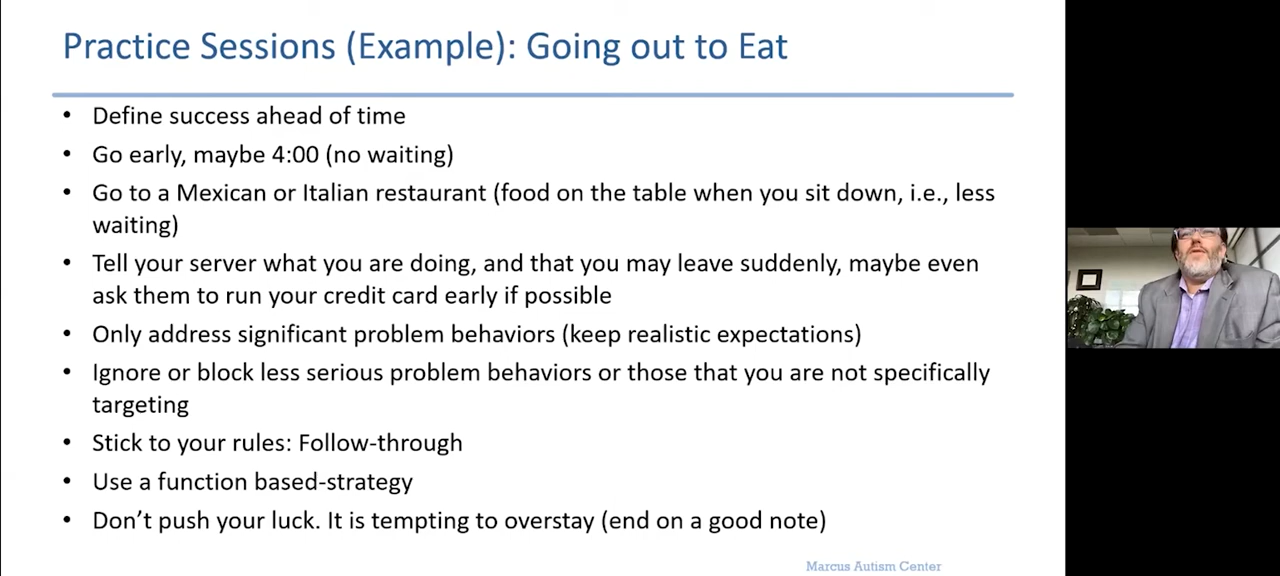 Practice Sessions (Example): Going out to Eat
• Define success ahead of time
• Go early, maybe 4:00 (no waiting)
• Go to a Mexican or Italian restaurant (food on the table when you sit down, i.e., less
waiting)
• Tell your server what you are doing, and that you may leave suddenly, maybe even
ask them to run your credit card early if possible
• Only address significant problem behaviors (keep realistic expectations)
• Ignore or block less serious problem behaviors or those that you are not specifically
targeting
• Stick to your rules: Follow-through
• Use a function based-strategy
• Don’t push your luck. It is tempting to overstay (end on a good note)
Marcus Autism Center